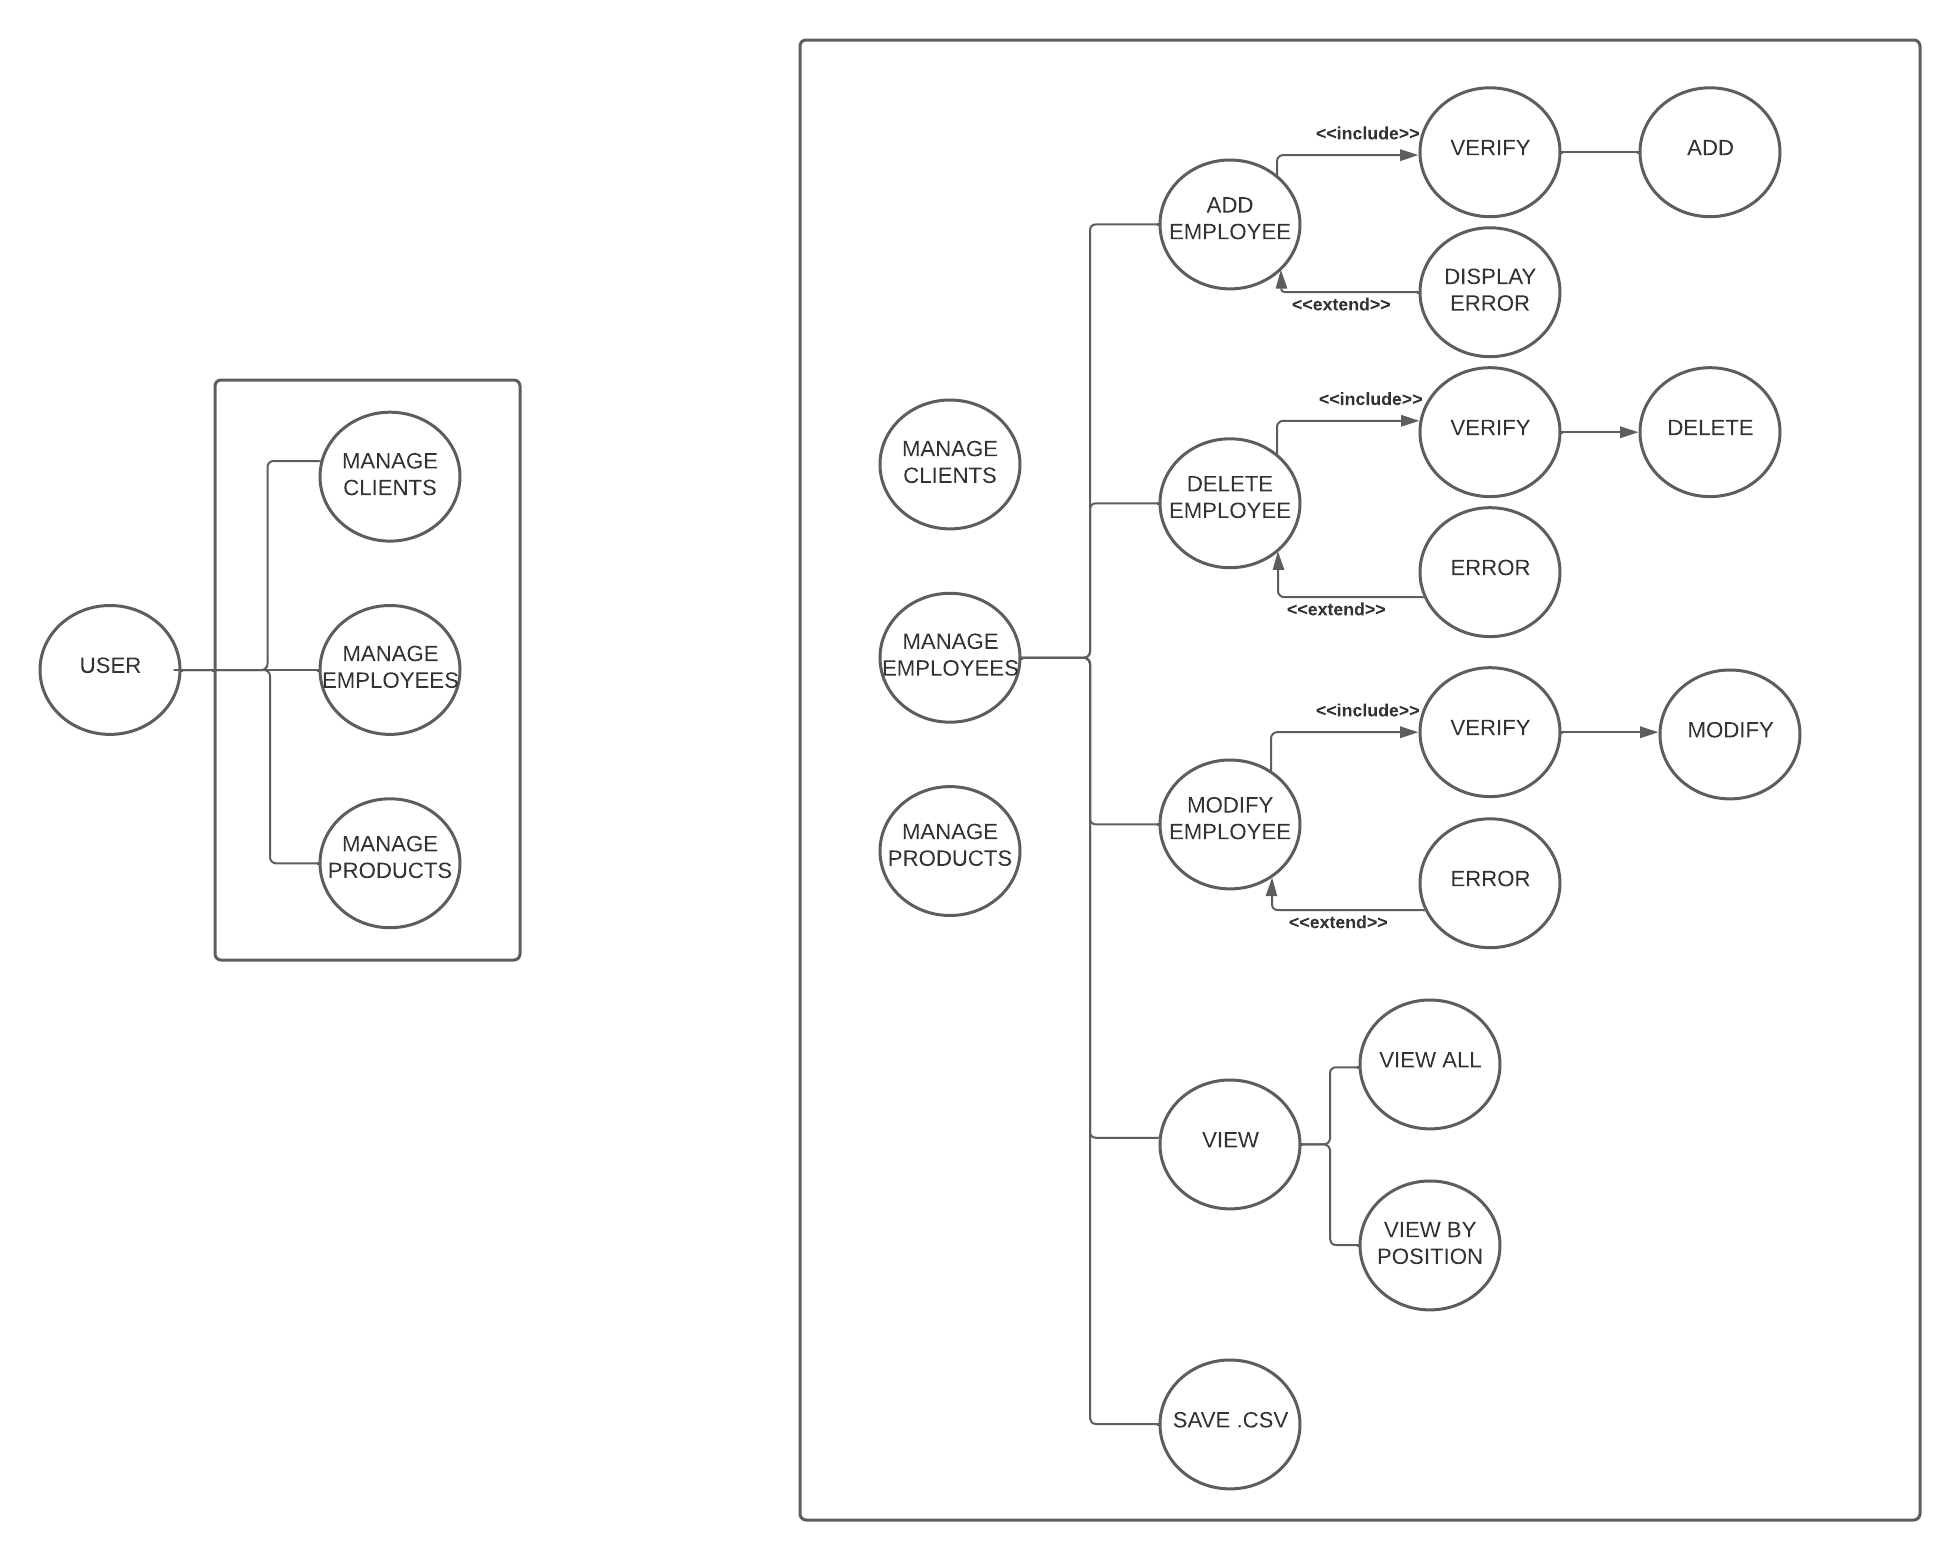 USER
MANAGE
CLIENTS
MANAGE
EMPLOYEES
MANAGE
PRODUCTS
MANAGE
CLIENTS
MANAGE
EMPLOYEES
MANAGE
PRODUCTS
ADD
EMPLOYEE
<<include>>
VERIFY
ADD
<<extend>>
DISPLAY
ERROR
DELETE
EMPLOYEE
<<include>>
VERIFY
DELETE
<<extend>>
ERROR
MODIFY
EMPLOYEE
<<include>>
VERIFY
MODIFY
<<extend>>
ERROR
VIEW
VIEW ALL
VIEW BY
POSITION
SAVE .CSV